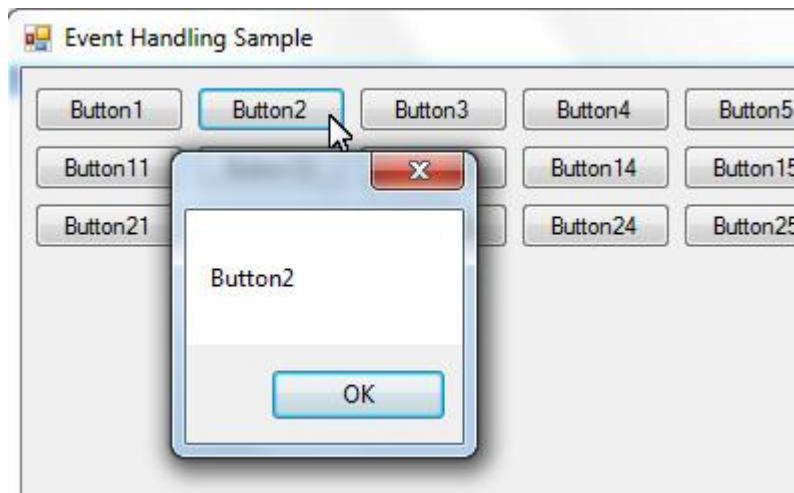 Event Handling Sample
Button1 Button2 Button3 Button4 Button5
Button11 Button14 Button15
Button21 Button24 Button25
Button2
OK